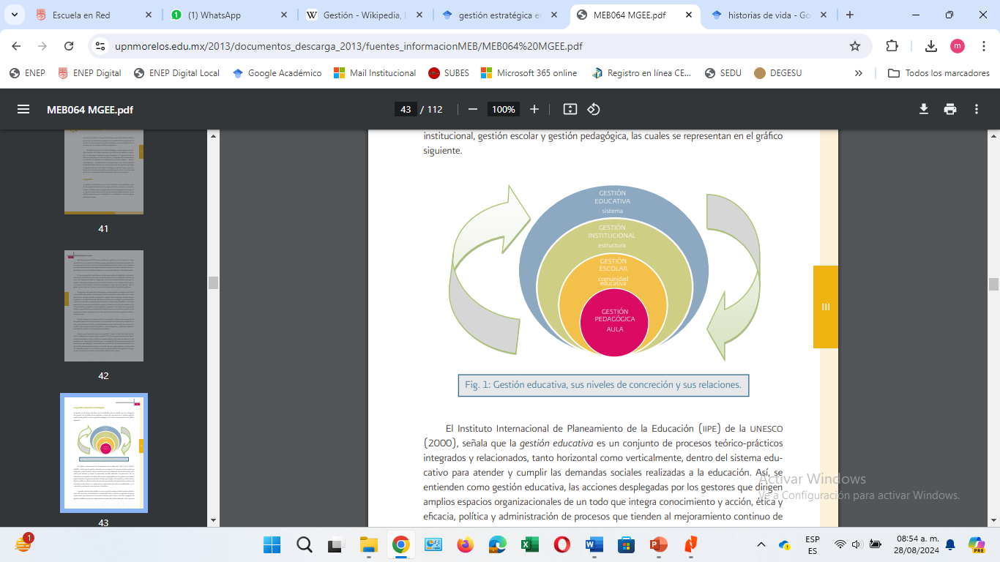 Escuela en Red
(1) WhatsApp
Gestión - Wikipedia, l
gestión estratégica e
MEB064 MGEE.pdf
historias de vida - Go
upnmorelos.edu.mx/2013/documentos_descarga_2013/fuentes_informacionMEB/MEB064%20MGEE.pdf
m
ENEP
ENEP Digital
ENEP Digital Local
Google Académico
Mail Institucional
SUBES
Microsoft 365 online
Registro en línea CE...
SEDU
DEGESU
Todos los marcadores
MEB064 MGEE.pdf
43 / 112
100%
41
42
43
institucional, gestión escolar y gestión pedagógica, las cuales se representan en el gráfico
siguiente.
GESTIÓN
EDUCATIVA
sistema
GESTIÓN
INSTITUCIONAL
estructura
GESTIÓN
ESCOLAR
comunidad
educativa
GESTIÓN
PEDAGÓGICA
AULA
III
Fig. 1: Gestión educativa, sus niveles de concreción y sus relaciones.
El Instituto Internacional de Planeamiento de la Educación (IIPE) de la UNESCO
(2000), señala que la gestión educativa es un conjunto de procesos teórico-prácticos
integrados y relacionados, tanto horizontal como verticalmente, dentro del sistema edu-
cativo para atender y cumplir las demandas sociales realizadas a la educación. Así, se
entienden como gestión educativa, las acciones desplegadas por los gestores que dirigen
amplios espacios organizacionales de un todo que integra conocimiento y acción, ética y
eficacia, política y administración de procesos que tienden al mejoramiento continuo de
Activar Windows
Ve a Configuración para activar Windows.
1
ESP
ES
08:54 a. m.
28/08/2024
PRE